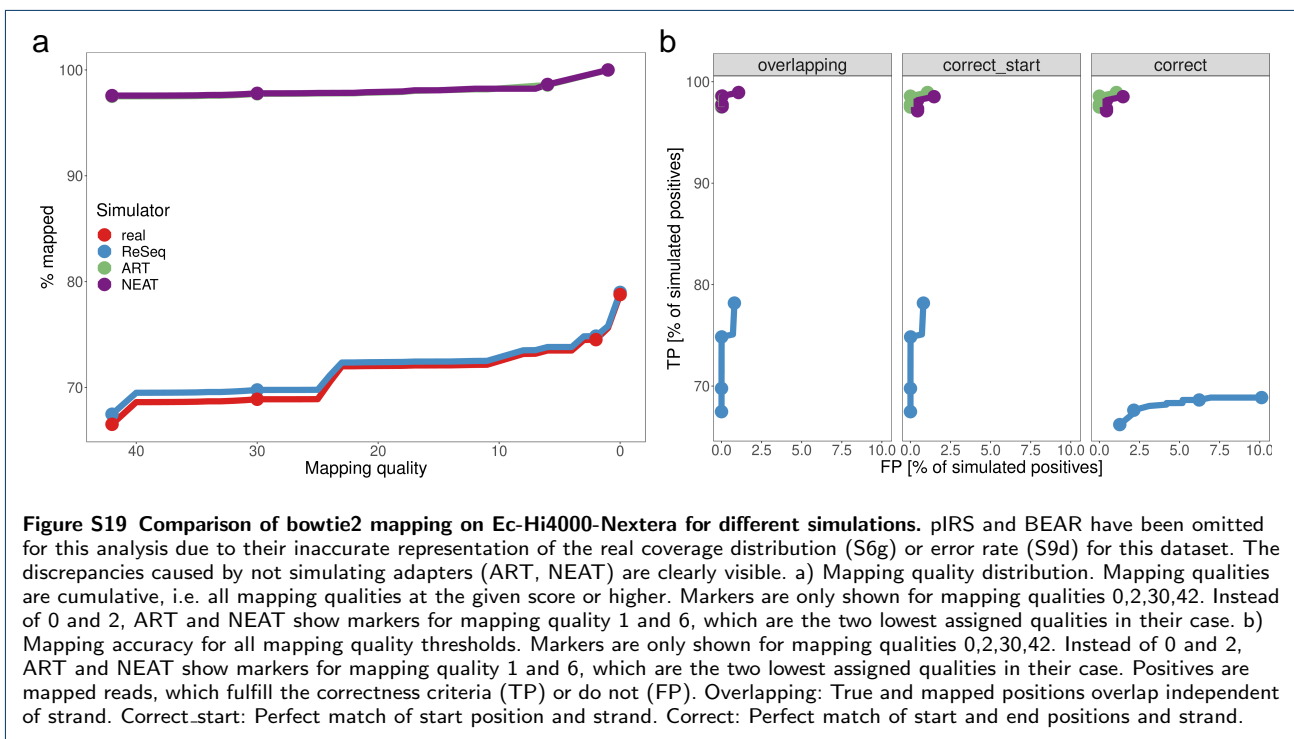 a
100
90
80
70
% mapped
Simulator
real
ReSeq
ART
NEAT
40
30
20
10
0
Mapping quality
b
overlapping
correct_start
correct
100
90
80
70
TP [% of simulated positives]
0.0 2.5 5.0 7.5 10.0
0.0 2.5 5.0 7.5 10.0
0.0 2.5 5.0 7.5 10.0
FP [% of simulated positives]
Figure S19 Comparison of bowtie2 mapping on Ec-Hi4000-Nextera for different simulations. pIRS and BEAR have been omitted
for this analysis due to their inaccurate representation of the real coverage distribution (S6g) or error rate (S9d) for this dataset. The
discrepancies caused by not simulating adapters (ART, NEAT) are clearly visible. a) Mapping quality distribution. Mapping qualities
are cumulative, i.e. all mapping qualities at the given score or higher. Markers are only shown for mapping qualities 0,2,30,42. Instead
of 0 and 2, ART and NEAT show markers for mapping quality 1 and 6, which are the two lowest assigned qualities in their case. b)
Mapping accuracy for all mapping quality thresholds. Markers are only shown for mapping qualities 0,2,30,42. Instead of 0 and 2,
ART and NEAT show markers for mapping quality 1 and 6, which are the two lowest assigned qualities in their case. Positives are
mapped reads, which fulfill the correctness criteria (TP) or do not (FP). Overlapping: True and mapped positions overlap independent
of strand. Correct_start: Perfect match of start position and strand. Correct: Perfect match of start and end positions and strand.